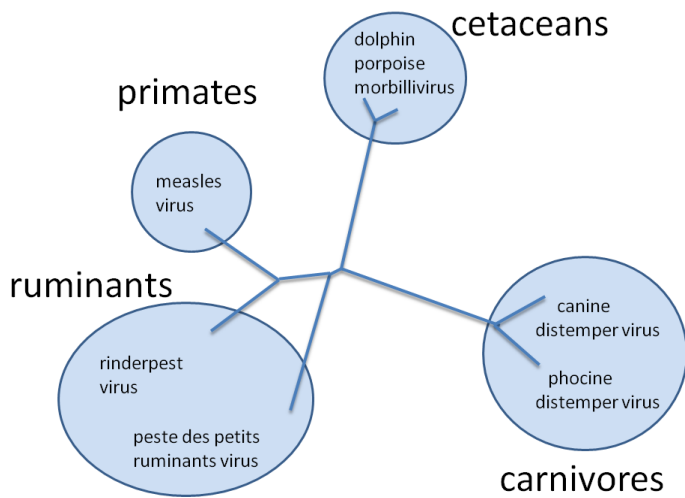 cetaceans
dolphin
porpoise
morbillivirus
primates
measles
virus
ruminants
rinderpest
virus
peste des petits
ruminants virus
canine
distemper virus
phocine
distemper virus
carnivores